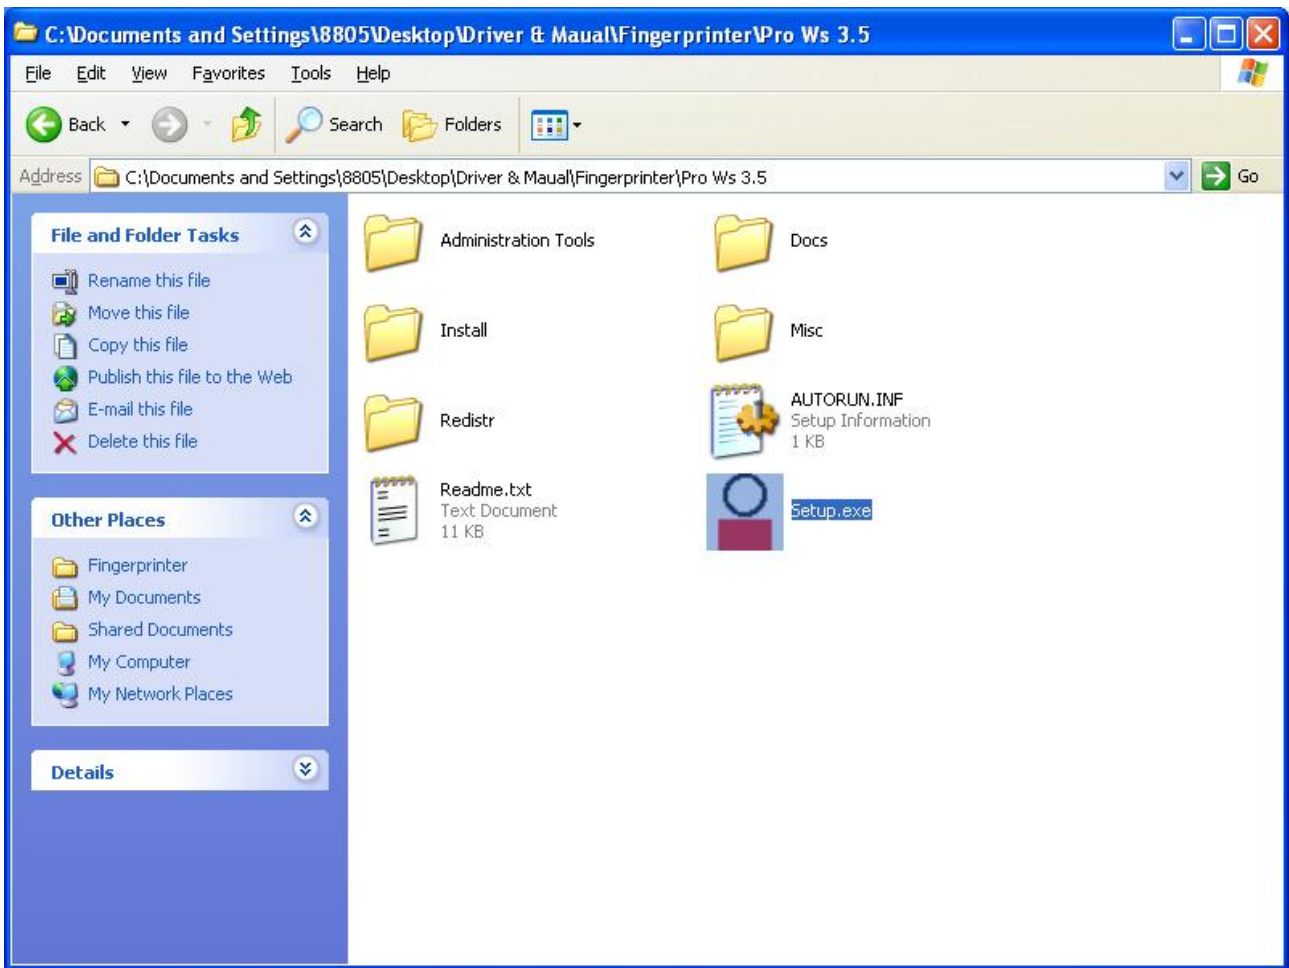 C:\Documents and Settings\8805\Desktop\Driver & Maual\Fingerprinter\Pro Ws 3.5
File Edit View Favorites Tools Help
Back Search Folders
Address C:\Documents and Settings\8805\Desktop\Driver & Maual\Fingerprinter\Pro Ws 3.5 Go
File and Folder Tasks
Rename this file
Move this file
Copy this file
Publish this file to the Web
E-mail this file
Delete this file
Other Places
Fingerprinter
My Documents
Shared Documents
My Computer
My Network Places
Details
Administration Tools
Docs
Install
Misc
Redistr
AUTORUN.INF
Setup Information
1 KB
Readme.txt
Text Document
11 KB
Setup.exe